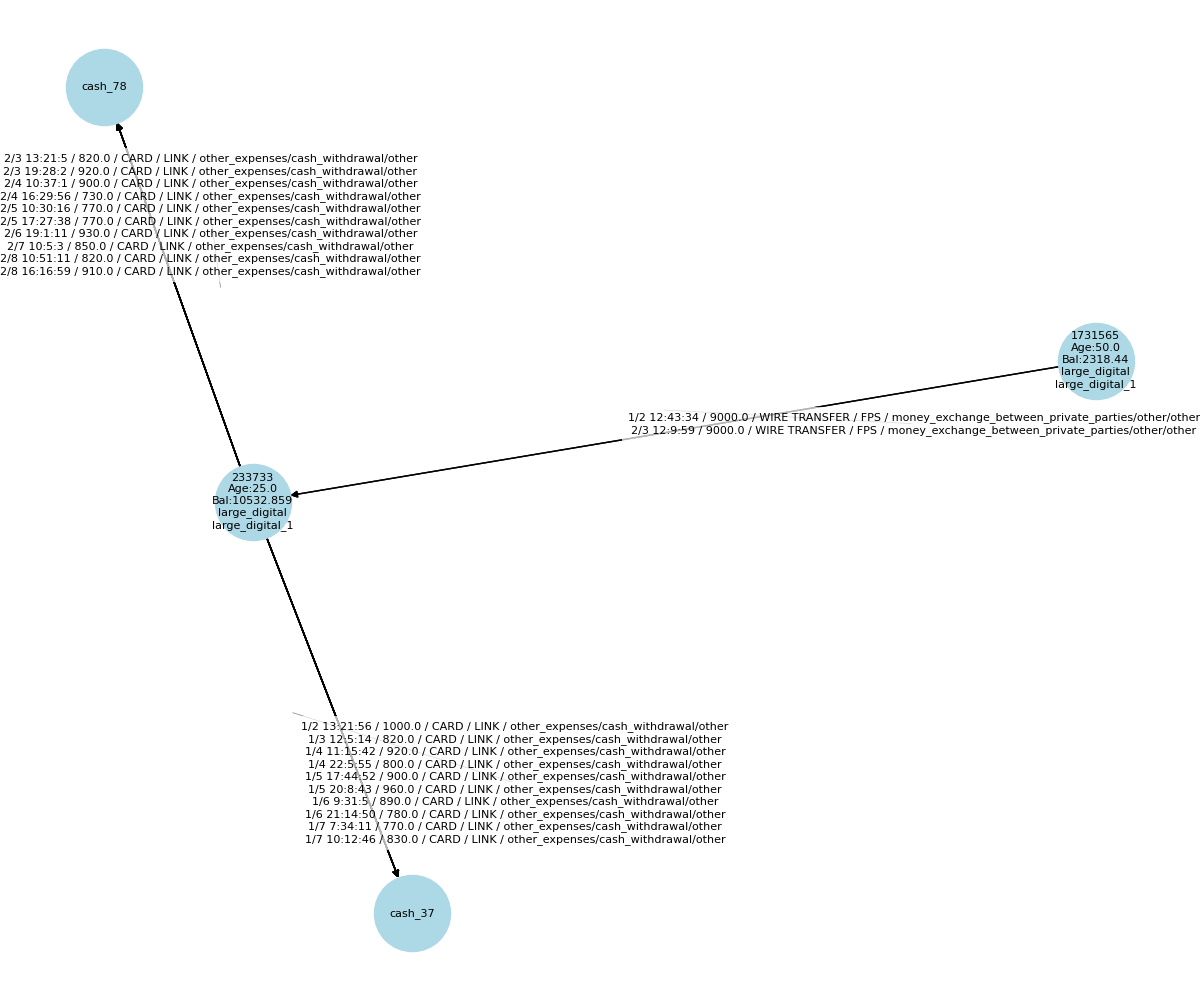 cash_78
2/3 13:21:5 / 820.0 / CARD / LINK / other_expenses/cash_withdrawal/other
2/3 19:28:2 / 920.0 / CARD / LINK / other_expenses/cash_withdrawal/other
2/4 10:37:1 / 900.0 / CARD / LINK / other_expenses/cash_withdrawal/other
2/4 16:29:56 / 730.0 / CARD / LINK / other_expenses/cash_withdrawal/other
2/5 10:30:16 / 770.0 / CARD / LINK / other_expenses/cash_withdrawal/other
2/5 17:27:38 / 770.0 / CARD / LINK / other_expenses/cash_withdrawal/other
2/6 19:1:11 / 930.0 / CARD / LINK / other_expenses/cash_withdrawal/other
2/7 10:5:3 / 850.0 / CARD / LINK / other_expenses/cash_withdrawal/other
2/8 10:51:11 / 820.0 / CARD / LINK / other_expenses/cash_withdrawal/other
2/8 16:16:59 / 910.0 / CARD / LINK / other_expenses/cash_withdrawal/other
1731565
Age:50.0
Bal:2318.44
large_digital
large_digital_1
1/2 12:43:34 / 9000.0 / WIRE TRANSFER / FPS / money_exchange_between_private_parties/other/other
2/3 12:9:59 / 9000.0 / WIRE TRANSFER / FPS / money_exchange_between_private_parties/other/other
233733
Age:25.0
Bal:10532.859
large_digital
large_digital_1
1/2 13:21:56 / 1000.0 / CARD / LINK / other_expenses/cash_withdrawal/other
1/3 12:5:14 / 820.0 / CARD / LINK / other_expenses/cash_withdrawal/other
1/4 11:15:42 / 920.0 / CARD / LINK / other_expenses/cash_withdrawal/other
1/4 22:5:55 / 800.0 / CARD / LINK / other_expenses/cash_withdrawal/other
1/5 17:44:52 / 900.0 / CARD / LINK / other_expenses/cash_withdrawal/other
1/5 20:8:43 / 960.0 / CARD / LINK / other_expenses/cash_withdrawal/other
1/6 9:31:5 / 890.0 / CARD / LINK / other_expenses/cash_withdrawal/other
1/6 21:14:50 / 780.0 / CARD / LINK / other_expenses/cash_withdrawal/other
1/7 7:34:11 / 770.0 / CARD / LINK / other_expenses/cash_withdrawal/other
1/7 10:12:46 / 830.0 / CARD / LINK / other_expenses/cash_withdrawal/other
cash_37